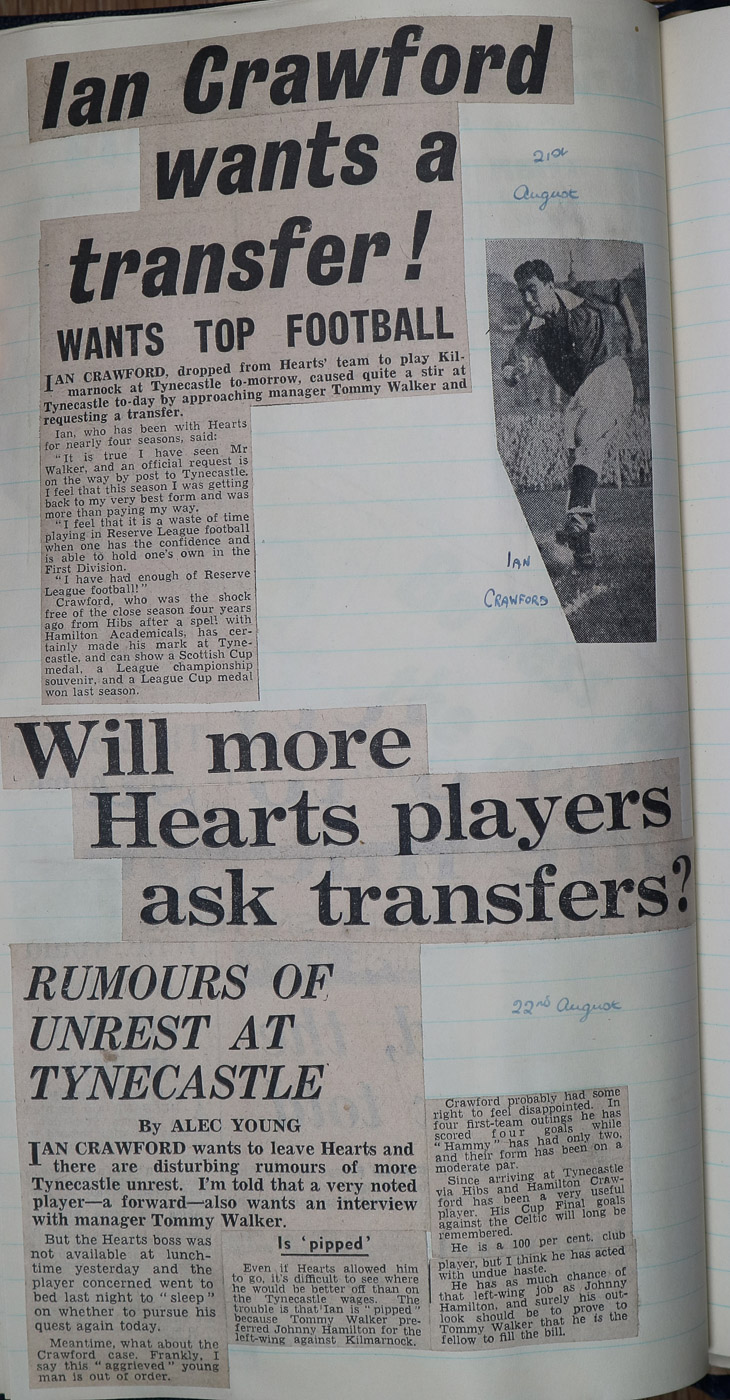 Ian Crawford
wants a
transfer!
21st
August
WANTS TOP FOOTBALL
IAN CRAWFORD, dropped from Hearts' team to play Kil-
marnock at Tynecastle to-morrow, caused quite a stir at
Tynecastle to-day by approaching manager Tommy Walker and
requesting a transfer.
Ian, who has been with Hearts
for nearly four seasons, said:
"It is true I have seen Mr
Walker, and an official request is
on the way by post to Tynecastle.
I feel that this season I was getting
back to my very best form and was
more than paying my way.
"I feel that it is a waste of time
playing in Reserve League football
when one has the confidence and
is able to hold one's own in the
First Division.
"I have had enough of Reserve
League football!"
Crawford, who was the shock
free of the close season four years
ago from Hibs after a spell with
Hamilton Academicals, has cer-
tainly made his mark at Tyne-
castle, and can show a Scottish Cup
medal, a League championship
souvenir, and a League Cup medal
won last season.
IAN
CRAWFORD
Will more
Hearts players
ask transfers?
22nd August
RUMOURS OF
UNREST AT
TYNECASTLE
By ALEC YOUNG
IAN CRAWFORD wants to leave Hearts and
there are disturbing rumours of more
Tynecastle unrest. I'm told that a very noted
player—a forward—also wants an interview
with manager Tommy Walker.
But the Hearts boss was
not available at lunch-
time yesterday and the
player concerned went to
bed last night to "sleep"
on whether to pursue his
quest again today.
Meantime, what about the
Crawford case. Frankly, I
say this "aggrieved" young
man is out of order.
Is 'pipped'
Even if Hearts allowed him
to go, it's difficult to see where
he would be better off than on
the Tynecastle wages. The
trouble is that Ian is "pipped"
because Tommy Walker pre-
ferred Johnny Hamilton for the
left-wing against Kilmarnock.
Crawford probably had some
right to feel disappointed. In
four first-team outings he has
scored four goals while
"Hammy" has had only two,
and their form has been on a
moderate par.
Since arriving at Tynecastle
via Hibs and Hamilton Craw-
ford has been a very useful
player. His Cup Final goals
against the Celtic will long be
remembered.
He is a 100 per cent. club
player, but I think he has acted
with undue haste.
He has as much chance of
that left-wing job as Johnny
Hamilton, and surely his out-
look should be to prove to
Tommy Walker that he is the
fellow to fill the bill.